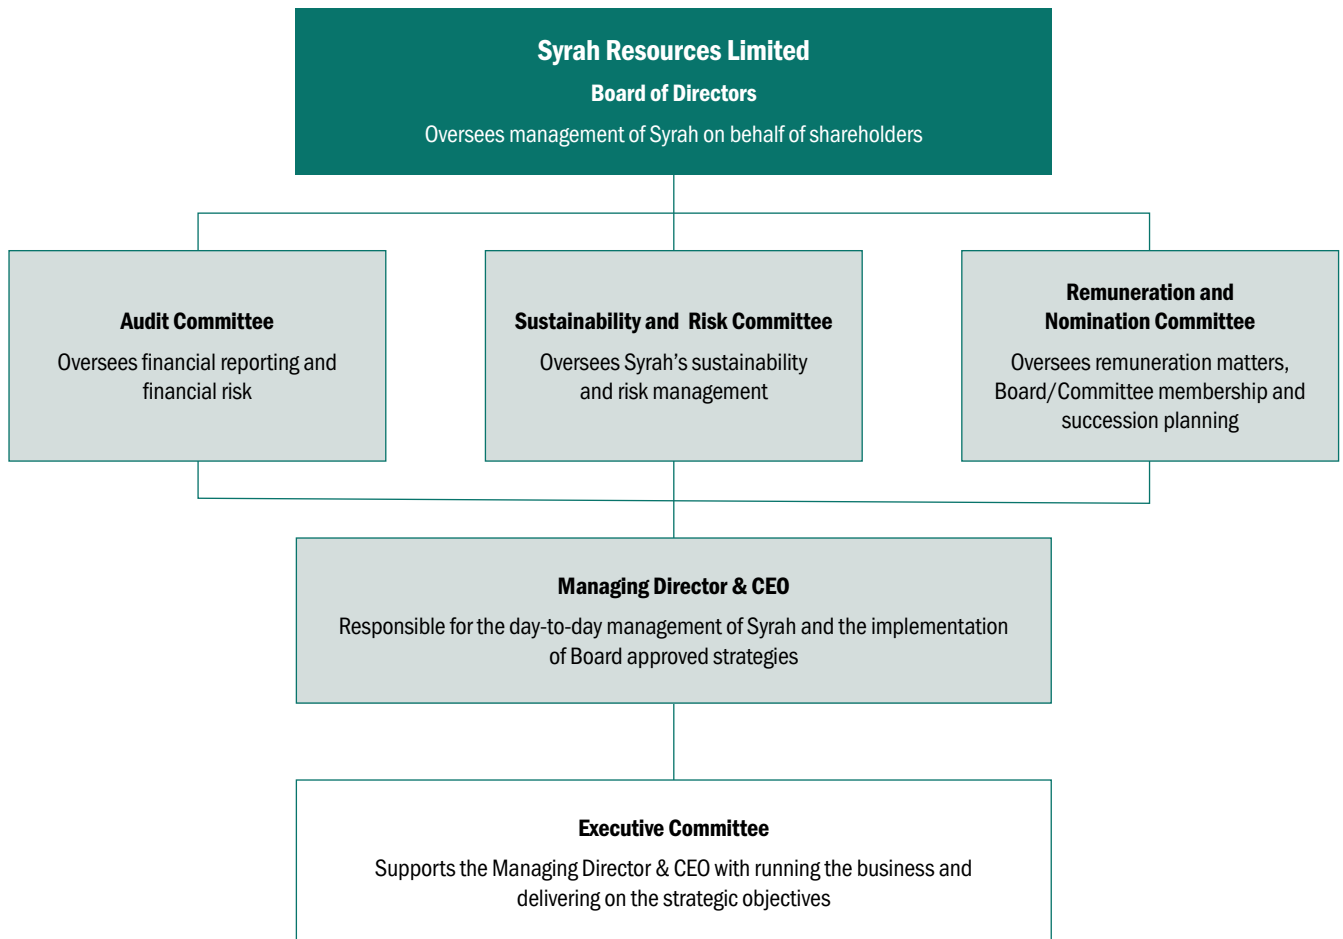 Syrah Resources Limited
Board of Directors
Oversees management of Syrah on behalf of shareholders
Audit Committee
Oversees financial reporting and
financial risk
Sustainability and Risk Committee
Oversees Syrah's sustainability
and risk management
Remuneration and
Nomination Committee
Oversees remuneration matters,
Board/Committee membership and
succession planning
Managing Director & CEO
Responsible for the day-to-day management of Syrah and the implementation
of Board approved strategies
Executive Committee
Supports the Managing Director & CEO with running the business and
delivering on the strategic objectives